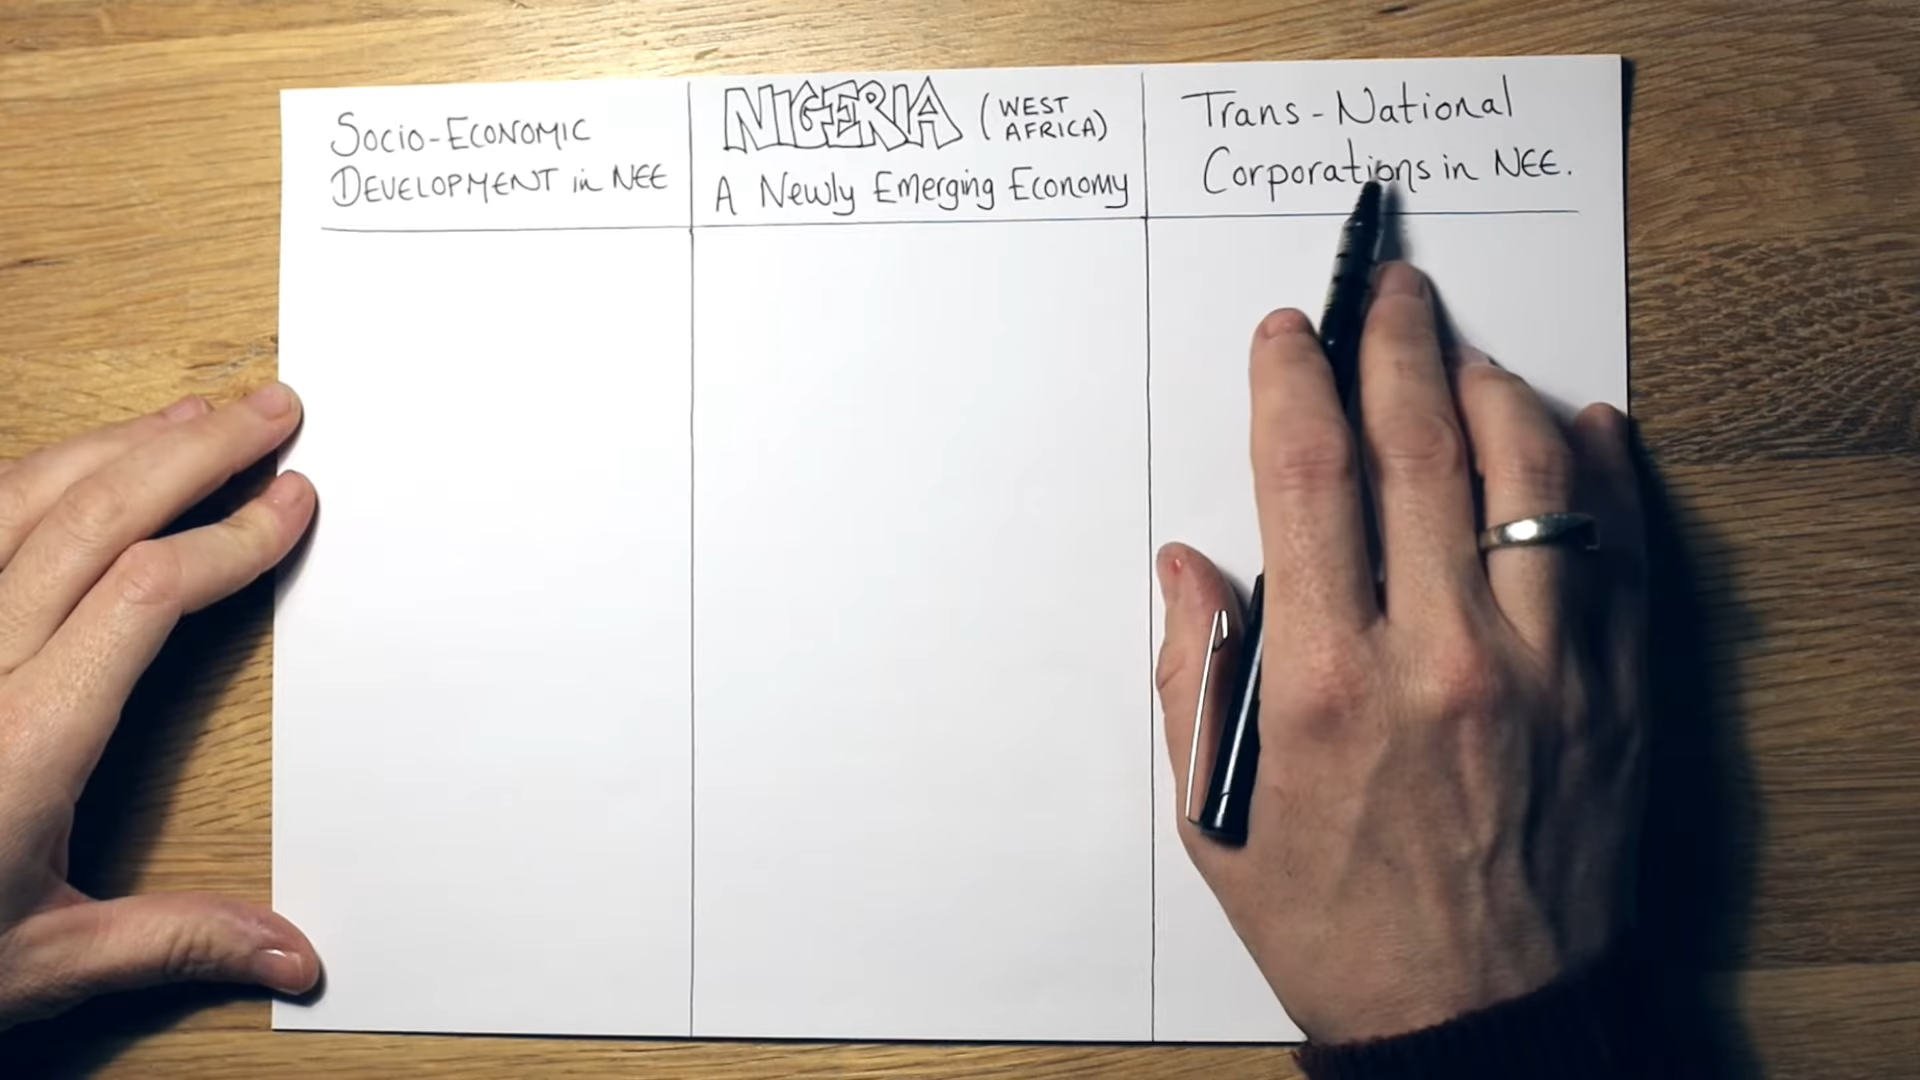 Socio-Economic
Development in NEE
NIGERIA (WEST
AFRICA)
A Newly Emerging Economy
Trans-National
Corporations in NEE.